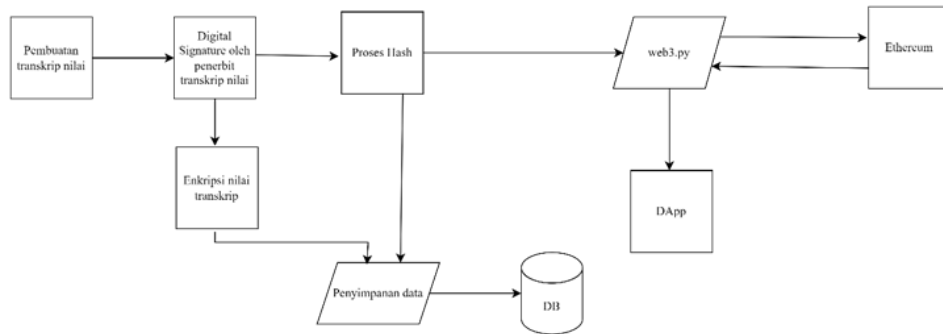 Pembuatan
transkrip nilai
Digital
Signature oleh
penerbit
transkrip nilai
Proses Hash
web3.py
Ethereum
Enkripsi nilai
transkrip
DApp
Penyimpanan data
DB